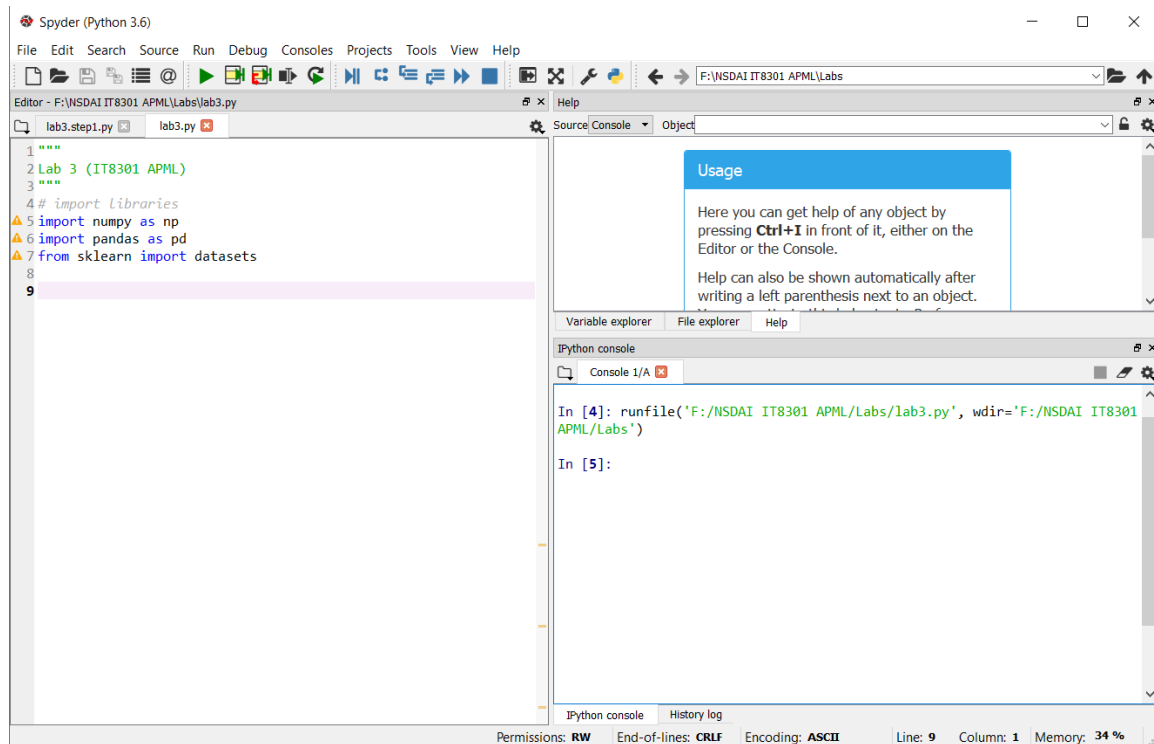 Spyder (Python 3.6)
File Edit Search Source Run Debug Consoles Projects Tools View Help
F:\NSDAI IT8301 APML\Labs
Editor - F:\NSDAI IT8301 APML\Labs\lab3.py
lab3.step1.py
lab3.py
1 """
2 Lab 3 (IT8301 APML)
3 """
4 # import libraries
5 import numpy as np
6 import pandas as pd
7 from sklearn import datasets
8
9
Help
Source Console Object
Usage
Here you can get help of any object by
pressing Ctrl+I in front of it, either on the
Editor or the Console.
Help can also be shown automatically after
writing a left parenthesis next to an object.
Variable explorer File explorer Help
IPython console
Console 1/A
In [4]: runfile('F:/NSDAI IT8301 APML/Labs/lab3.py', wdir='F:/NSDAI IT8301
APML/Labs')
In [5]:
IPython console History log
Permissions: RW End-of-lines: CRLF Encoding: ASCII Line: 9 Column: 1 Memory: 34 %